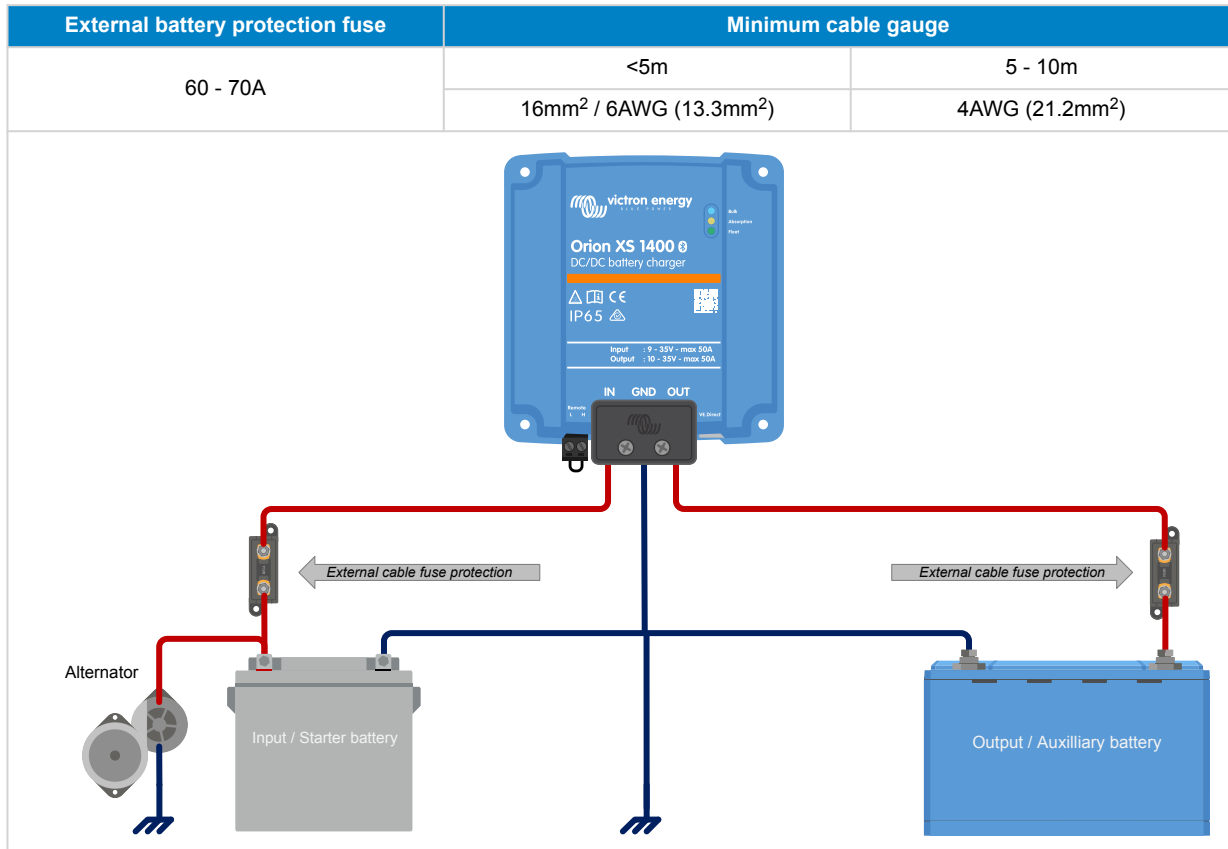 External battery protection fuse
Minimum cable gauge
60 - 70A
<5m
5 - 10m
16mm² / 6AWG (13.3mm²)
4AWG (21.2mm²)
victron energy
BLUE POWER
Bulk
Absorption
Float
Orion XS 1400
DC/DC battery charger
CE
IP65
Input : 9 - 35V - max 50A
Output : 10 - 35V - max 50A
IN GND OUT
Remote
L H
VE.Direct
External cable fuse protection
External cable fuse protection
Alternator
Input / Starter battery
Output / Auxilliary battery